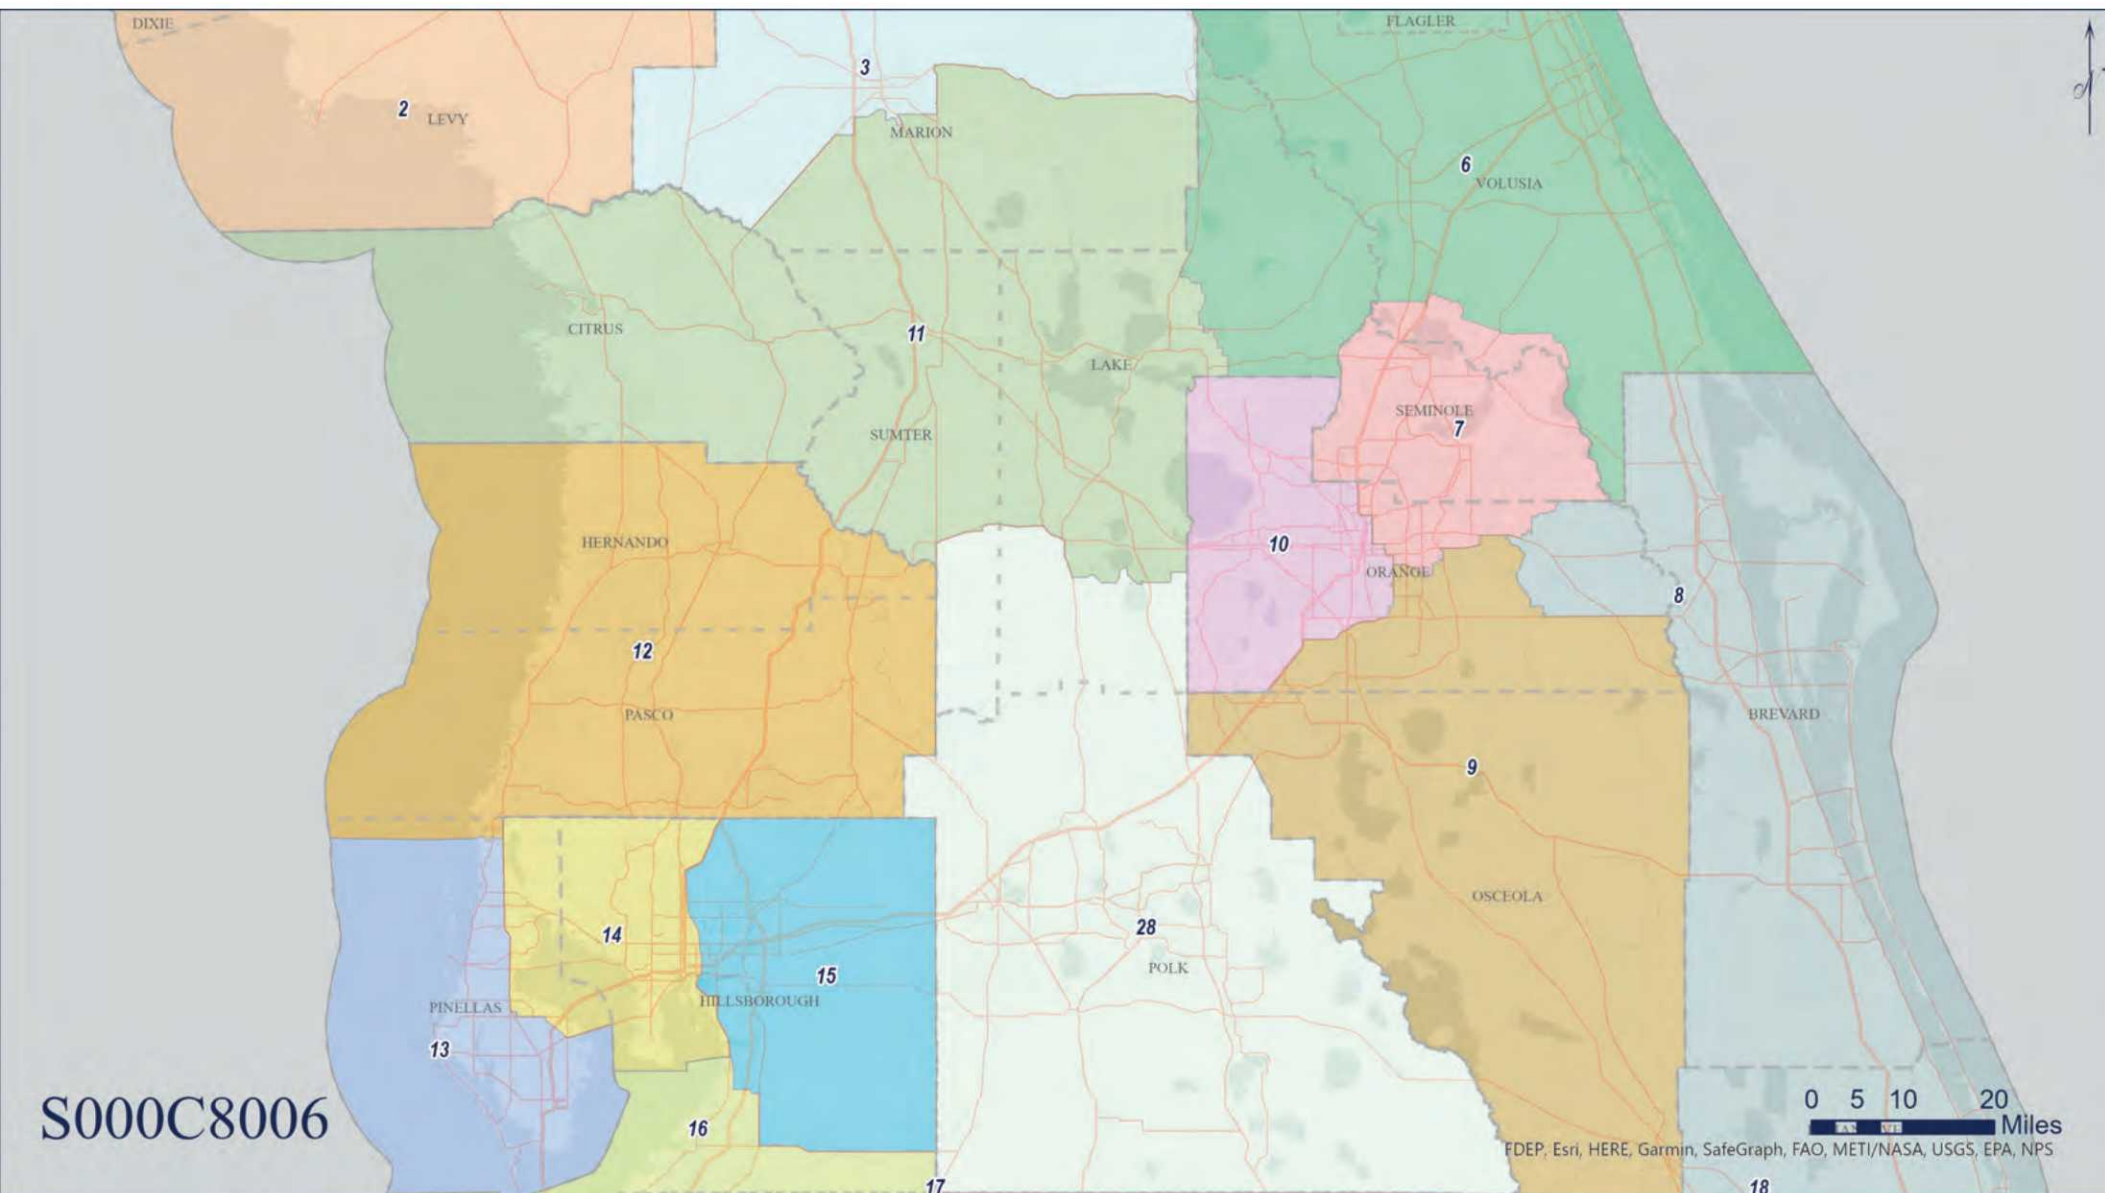 DIXIE
FLAGLER
3
2
LEVY
MARION
6
VOLUSIA
CITRUS
11
LAKE
SEMINOLE
7
SUMTER
HERNANDO
10
ORANGE
8
12
PASCO
BREVARD
9
OSCEOLA
14
28
15
POLK
PINELLAS
HILLSBOROUGH
13
S000C8006
16
0 5 10 20
Miles
FDEP, Esri, HERE, Garmin, SafeGraph, FAO, METI/NASA, USGS, EPA, NPS
17
18